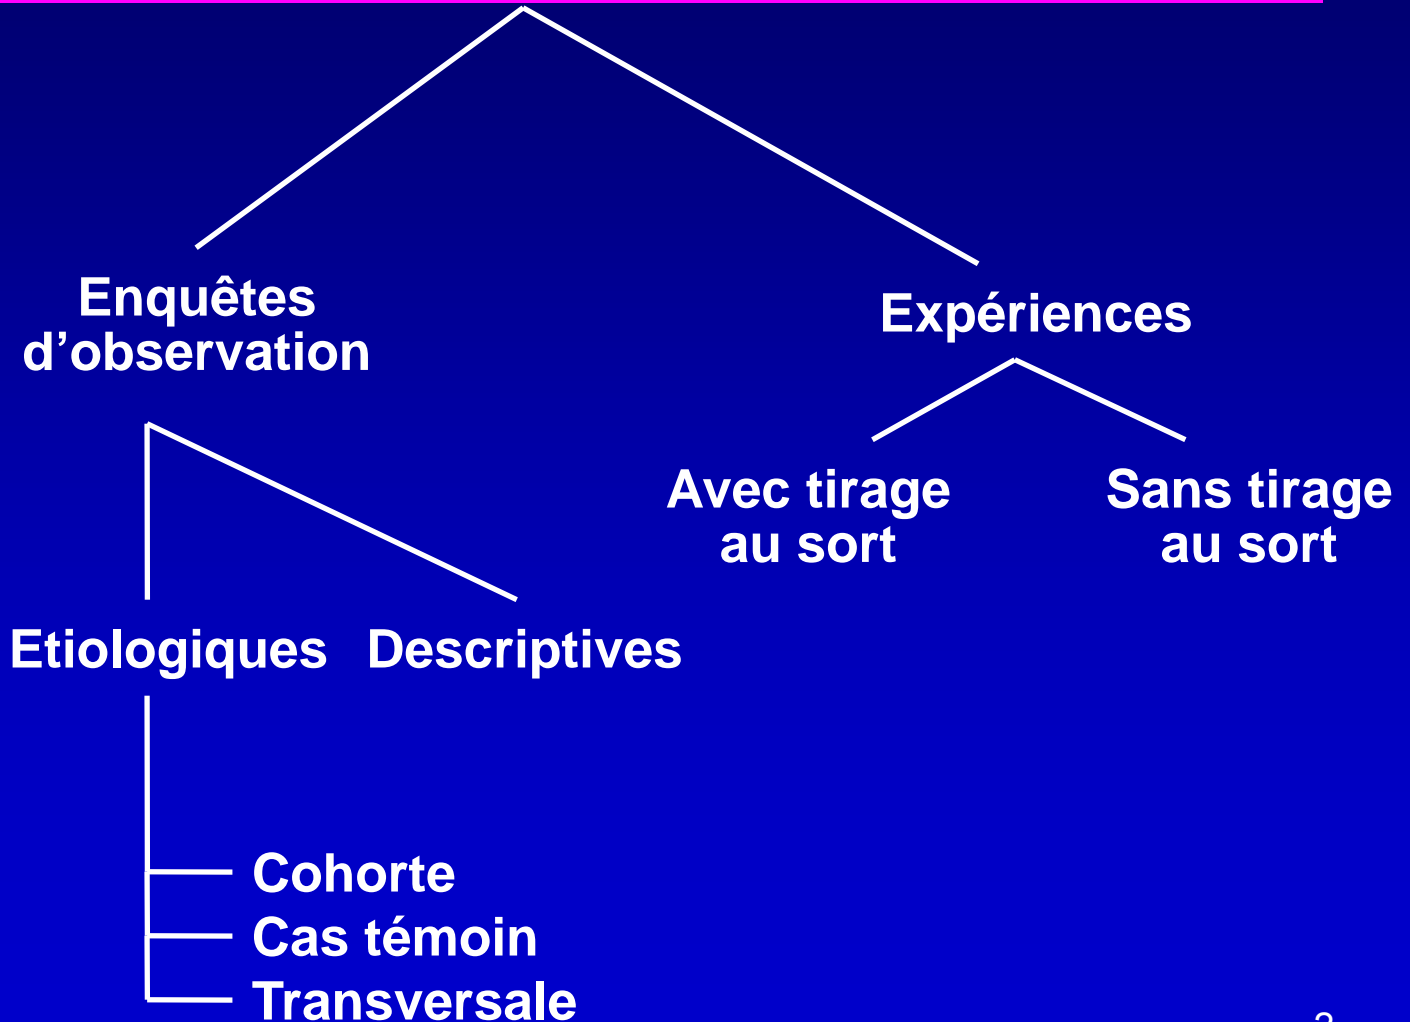 Enquêtes
d’observation
Expériences
Avec tirage
au sort
Sans tirage
au sort
Etiologiques
Descriptives
Cohorte
Cas témoin
Transversale